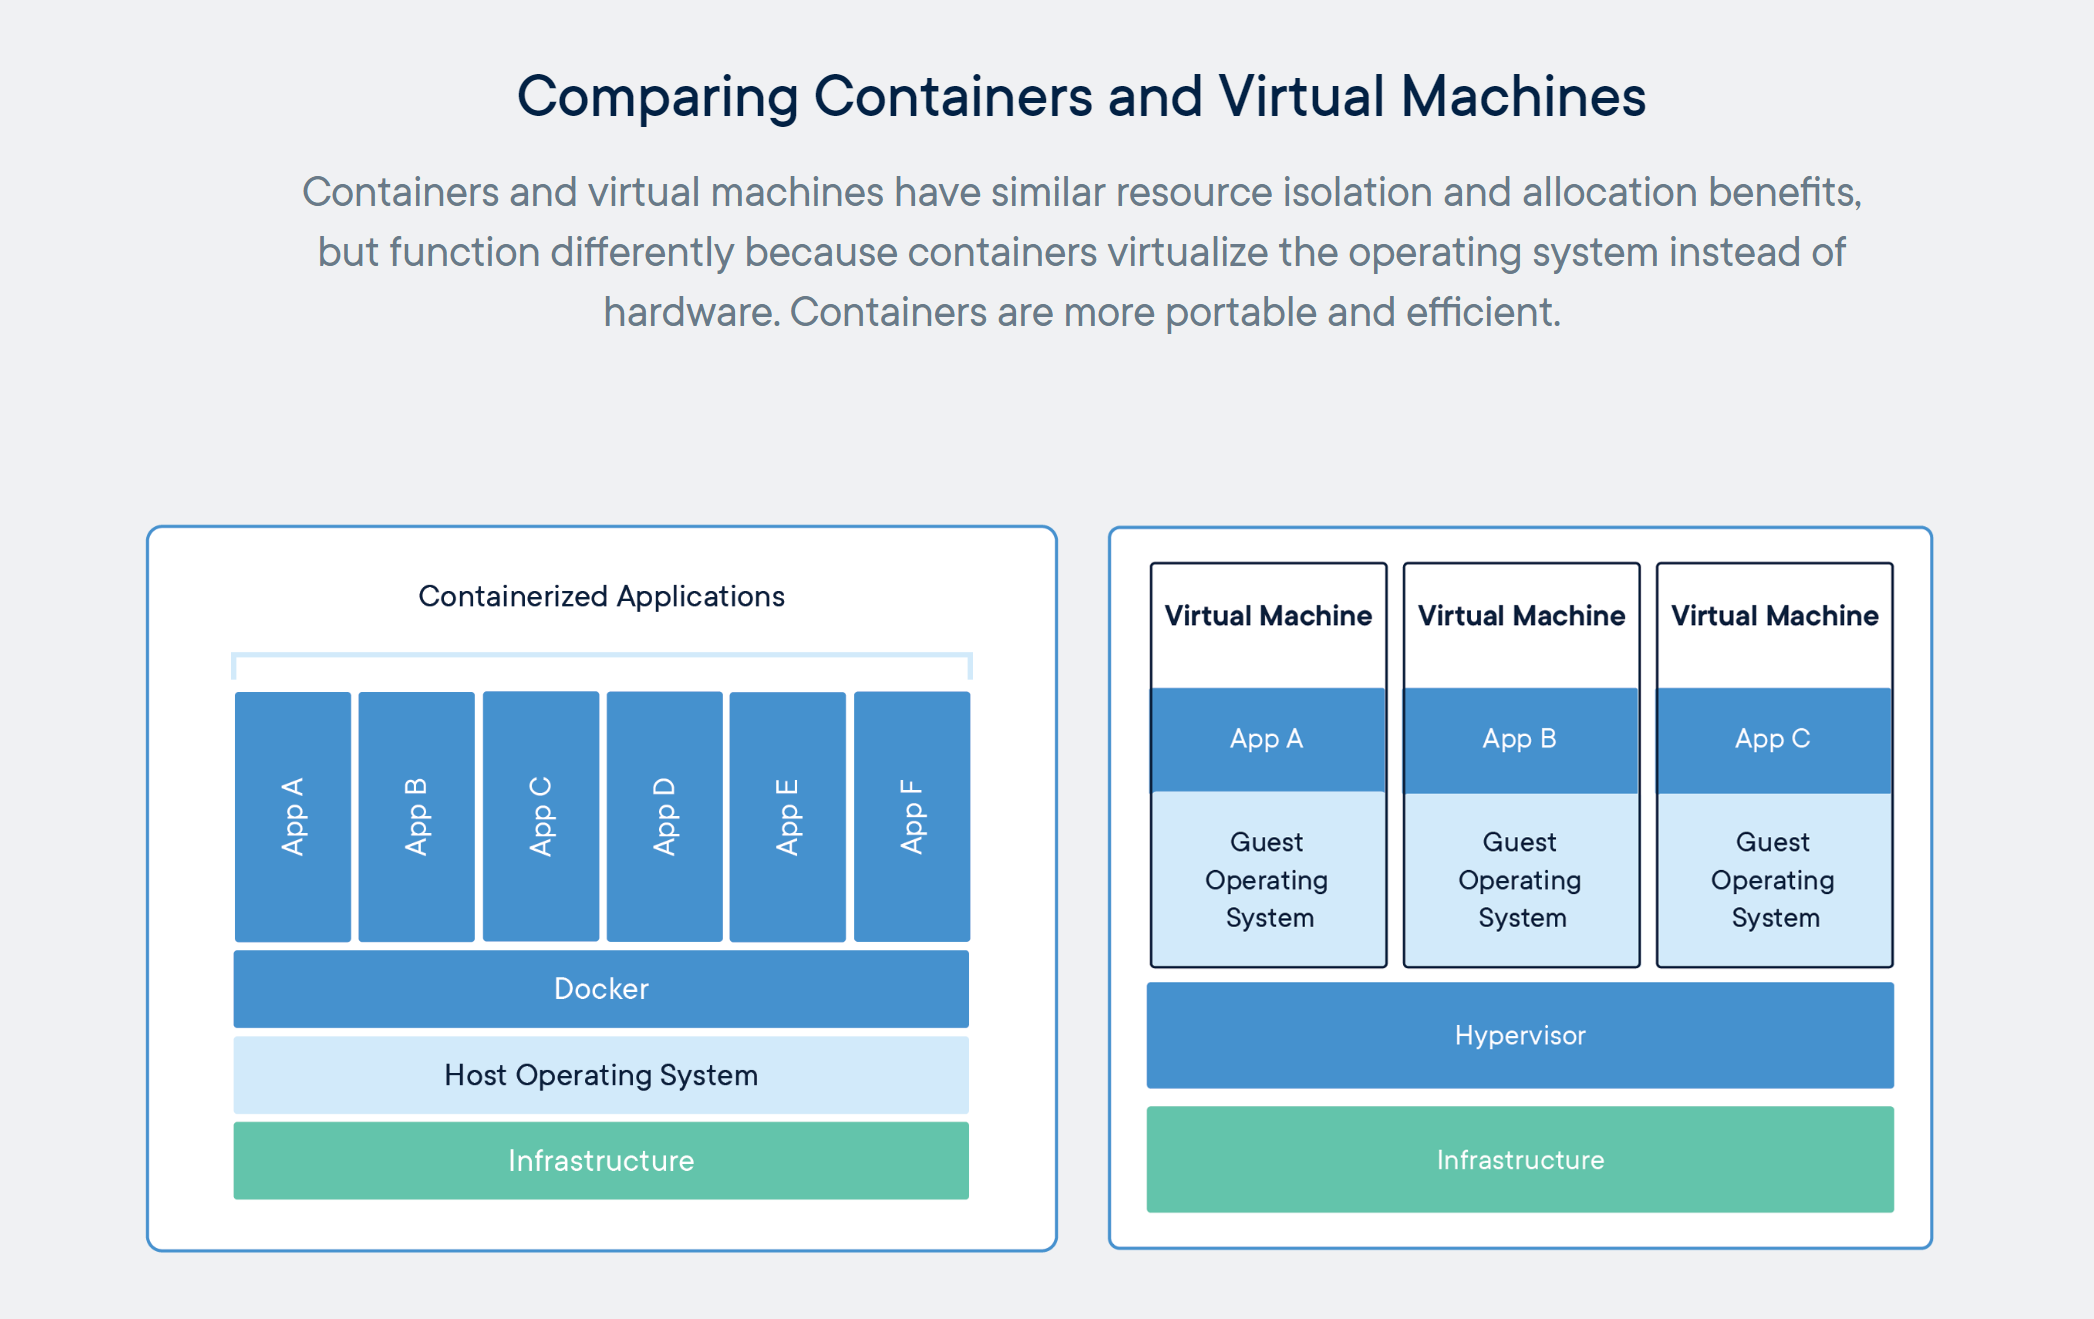 Comparing Containers and Virtual Machines
Containers and virtual machines have similar resource isolation and allocation benefits,
but function differently because containers virtualize the operating system instead of
hardware. Containers are more portable and efficient.
Containerized Applications
App A
App B
App C
App D
App E
App F
Docker
Host Operating System
Infrastructure
Virtual Machine
App A
Guest
Operating
System
Virtual Machine
App B
Guest
Operating
System
Virtual Machine
App C
Guest
Operating
System
Hypervisor
Infrastructure